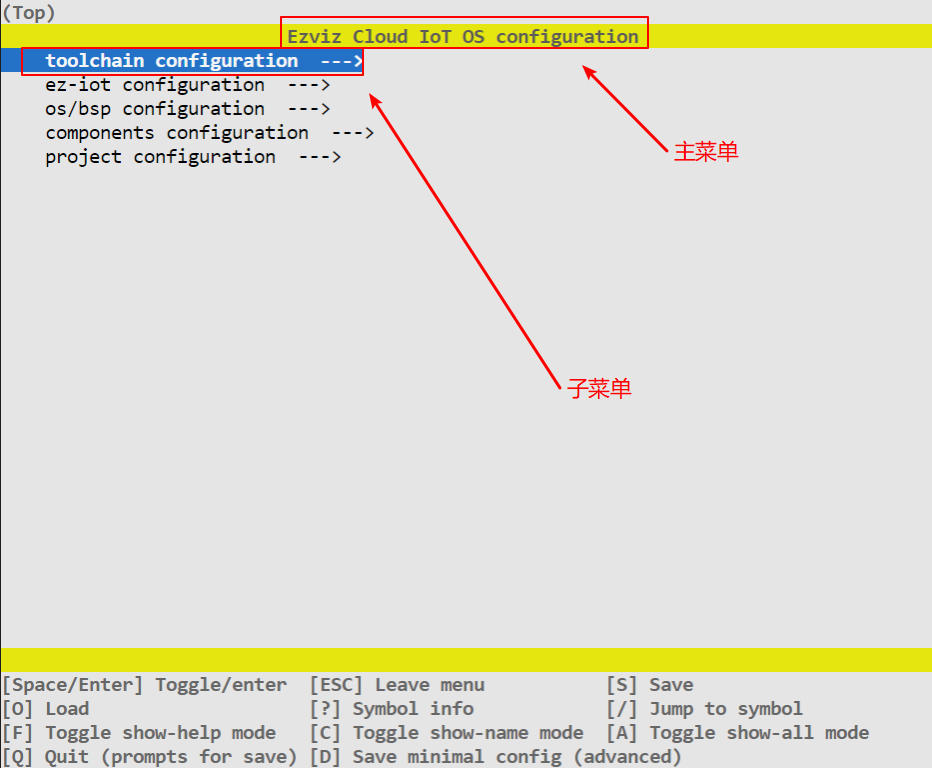 (Top)
Ezviz Cloud IoT OS configuration
toolchain configuration  --->
ez-iot configuration  --->
os/bsp configuration  --->
components configuration  --->
project configuration  --->
主菜单
子菜单
[Space/Enter] Toggle/enter  [ESC] Leave menu           [S] Save
[O] Load                    [?] Symbol info            [/] Jump to symbol
[F] Toggle show-help mode   [C] Toggle show-name mode  [A] Toggle show-all mode
[Q] Quit (prompts for save) [D] Save minimal config (advanced)